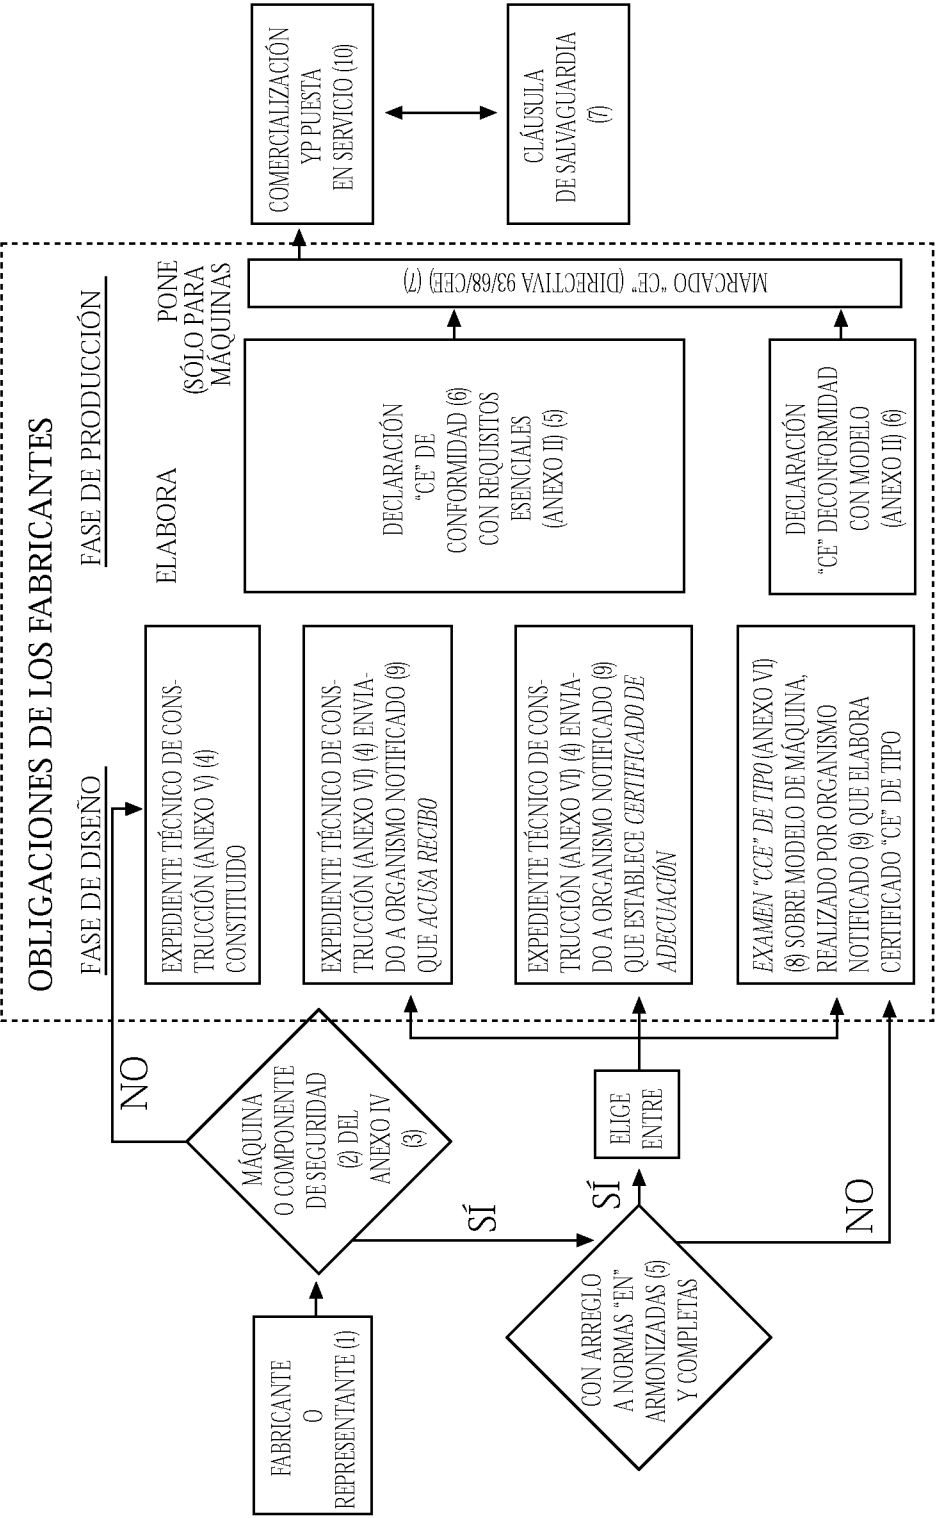 OBLIGACIONES DE LOS FABRICANTES
FASE DE DISEÑO
FASE DE PRODUCCIÓN
ELABORA
PONE
(SÓLO PARA
MÁQUINAS
FABRICANTE
O
REPRESENTANTE (1)
MÁQUINA
O COMPONENTE
DE SEGURIDAD
(2) DEL
ANEXO IV
(3)
NO
SÍ
CON ARREGLO
A NORMAS “EN”
ARMONIZADAS (5)
Y COMPLETAS
SÍ
NO
ELIGE
ENTRE
EXPEDIENTE TÉCNICO DE CONS-
TRUCCIÓN (ANEXO V) (4)
CONSTITUIDO
EXPEDIENTE TÉCNICO DE CONS-
TRUCCIÓN (ANEXO VI) (4) ENVIA-
DO A ORGANISMO NOTIFICADO (9)
QUE ACUSA RECIBO
EXPEDIENTE TÉCNICO DE CONS-
TRUCCIÓN (ANEXO VI) (4) ENVIA-
DO A ORGANISMO NOTIFICADO (9)
QUE ESTABLECE CERTIFICADO DE
ADECUACIÓN
EXAMEN “CE” DE TIPO (ANEXO VI)
(8) SOBRE MODELO DE MÁQUINA,
REALIZADO POR ORGANISMO
NOTIFICADO (9) QUE ELABORA
CERTIFICADO “CE” DE TIPO
DECLARACIÓN
“CE” DE
CONFORMIDAD (6)
CON REQUISITOS
ESENCIALES
(ANEXO II) (5)
DECLARACIÓN
“CE” DECONFORMIDAD
CON MODELO
(ANEXO II) (6)
MARCADO “CE” (DIRECTIVA 93/68/CEE) (7)
COMERCIALIZACIÓN
YP PUESTA
EN SERVICIO (10)
CLÁUSULA
DE SALVAGUARDIA
(7)